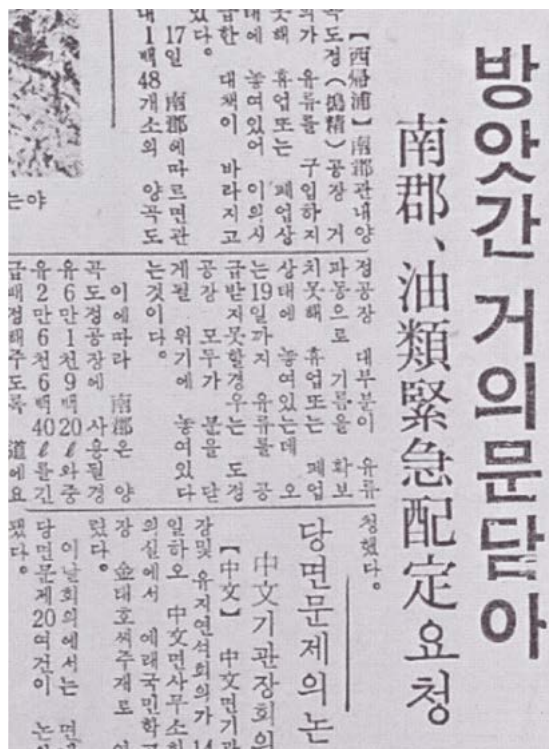 방앗간 거의문닫아
南郡、油類緊急配定요청
【西帰浦】南郡관내양
곡도정(搗精)공장 거
의가 유류를 구입하지
못해 휴업또는 폐업상
태에 놓여있어 이의시
급한 대책이 바라지고
있다。
17일 南郡에따르면관
내1백48개소의 양곡도
정공장 대부분이 유류
파동으로 기름을 확보
치못해 휴업또는 폐업
상태에 놓여있는데 오
는19일까지 유류를 공
급받지못할경우는 도정
공장 모두가 문을 닫
게될 위기에 놓여있다
는것이다。
이에따라 南郡은 양
곡도정공장에 사용될경
유6만1천9백20ℓ와중
유2만6천6백40ℓ를긴
급배정해주도록 道에요
청했다。
당면문제의논
中文기관장회의
【中文】 中文면기관
장및 유지연석회의가 14
일하오 中文면사무소회
의실에서 예래국민학교
장 金대호씨주재로
렸다。
이날회의에서는 면내
당면문제20여건이 논의
됐다。
는야